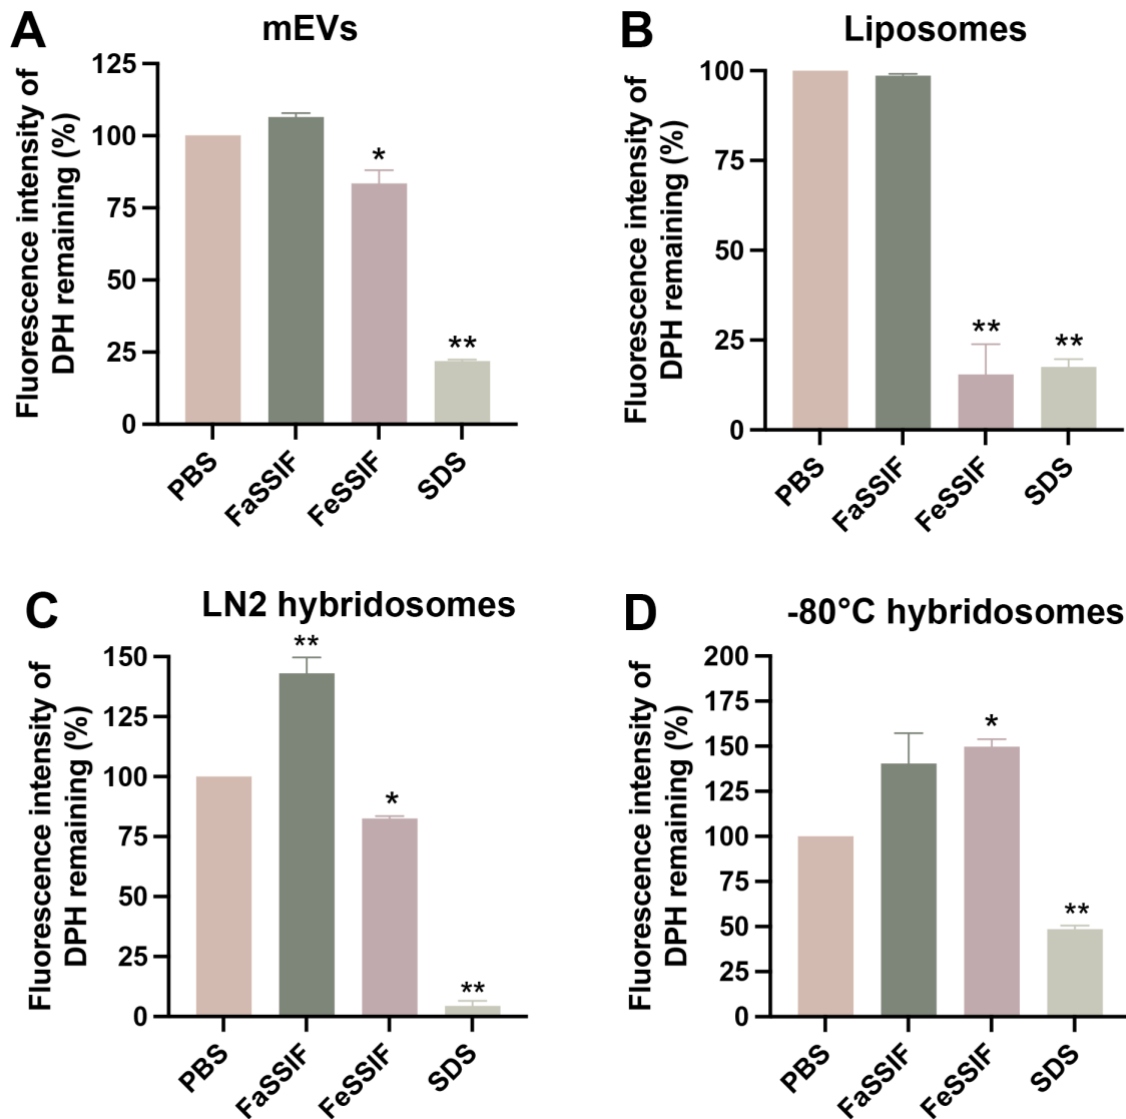 A
mEVs
Fluorescence intensity of
DPH remaining (%)
125
100
75
50
25
0
*
**
PBS
FaSSIF
FeSSIF
SDS
B
Liposomes
Fluorescence intensity of
DPH remaining (%)
100
75
50
25
0
**
**
PBS
FaSSIF
FeSSIF
SDS
C
LN2 hybridosomes
Fluorescence intensity of
DPH remaining (%)
150
125
100
75
50
25
0
**
*
**
PBS
FaSSIF
FeSSIF
SDS
D
-80°C hybridosomes
Fluorescence intensity of
DPH remaining (%)
200
175
150
125
100
75
50
25
0
*
**
PBS
FaSSIF
FeSSIF
SDS